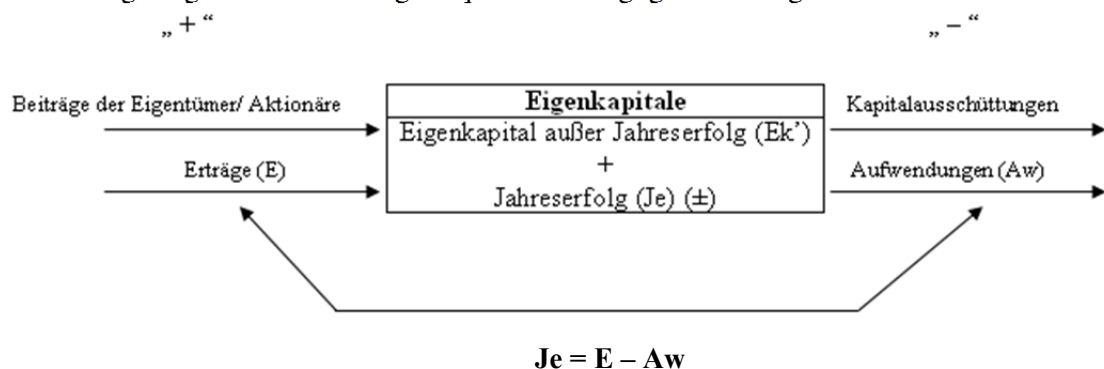 „ + “
„ – “
Beiträge der Eigentümer/ Aktionäre
Eigenkapitale
Kapitalausschüttungen
Eigenkapital außer Jahreserfolg (Ek’)
+
Erträge (E)
Aufwendungen (Aw)
Jahreserfolg (Je) (±)
Je = E – Aw